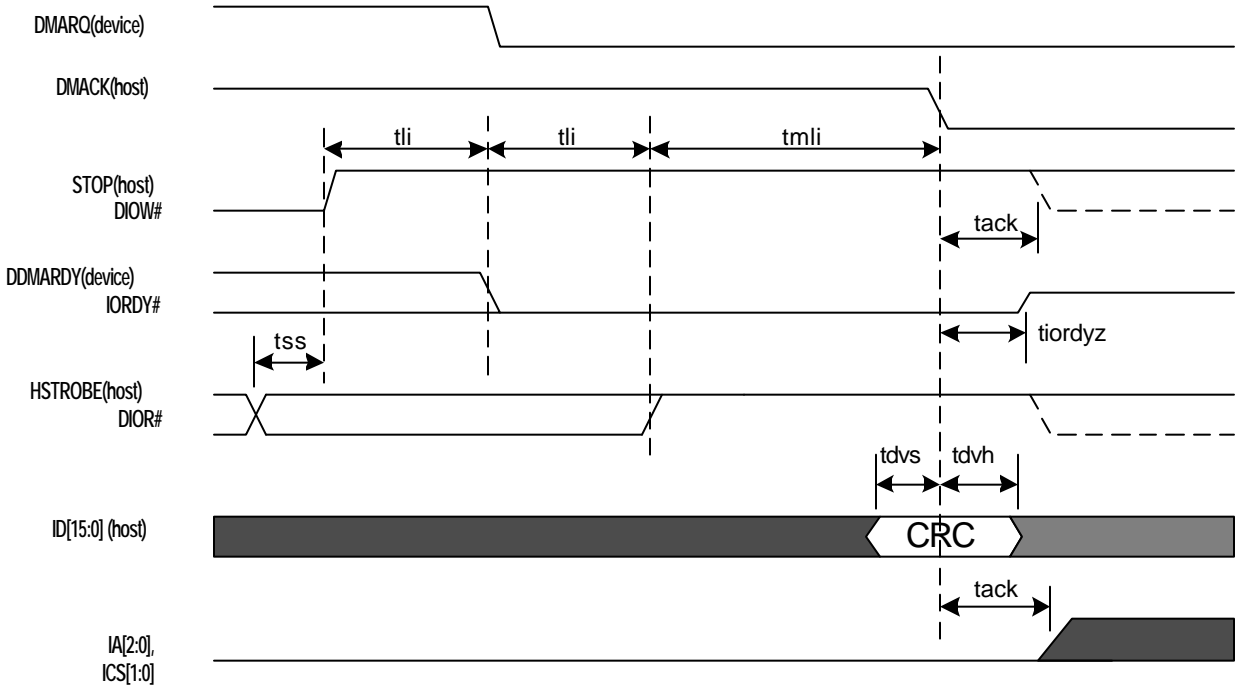 DMARQ(device)
DMACK(host)
tli
tli
tmli
STOP(host)
DIOW#
tack
DDMARDY(device)
IORDY#
tss
tiordyz
HSTROBE(host)
DIOR#
tdvs
tdvh
ID[15:0] (host)
CRC
tack
IA[2:0],
ICS[1:0]